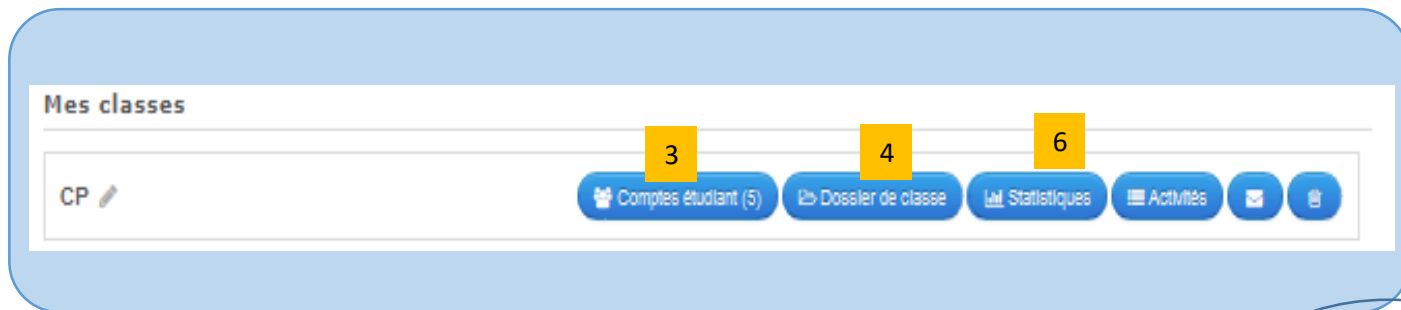 Mes classes
3 4 6
CP Comptes étudiant (5) Dossier de classe Statistiques Activités